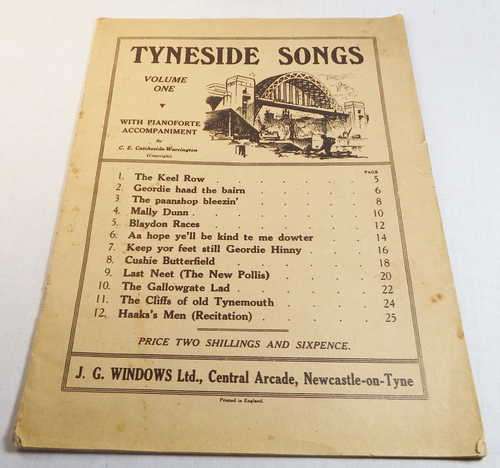 TYNESIDE SONGS
VOLUME
ONE
WITH PIANOFORTE
ACCOMPANIMENT
By
C. E. Catcheside-Warrington
(Copyright)
PAGE
1. The Keel Row 5
2. Geordie haad the bairn 6
3. The paanshop bleezin' 8
4. Mally Dunn 10
5. Blaydon Races 12
6. Aa hope ye'll be kind te me dowter 14
7. Keep yor feet still Geordie Hinny 16
8. Cushie Butterfield 18
9. Last Neet (The New Pollis) 20
10. The Gallowgate Lad 22
11. The Cliffs of old Tynemouth 24
12. Haaka's Men (Recitation) 25
PRICE TWO SHILLINGS AND SIXPENCE.
J. G. WINDOWS Ltd., Central Arcade, Newcastle-on-Tyne
Printed in England.